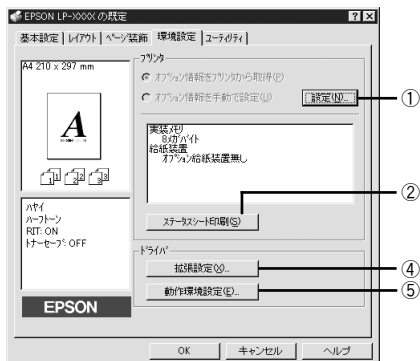 EPSON LP-XXXX の既定
基本設定 レイアウト ページ装飾 環境設定 ユーティリティ
A4 210 x 297 mm
A
1 1 2 2 3 3
ハヤイ
ハーフトーン
RIT: ON
トナーセーブ: OFF
EPSON
プリンタ
オプション情報をプリンタから取得(P)
オプション情報を手動で設定(U)
設定(N)...
①
実装メモリ
8メガバイト
給紙装置
オプション給紙装置無し
②
ステータスシート印刷(S)
ドライバ
拡張設定(X)...
④
動作環境設定(E)...
⑤
OK キャンセル ヘルプ